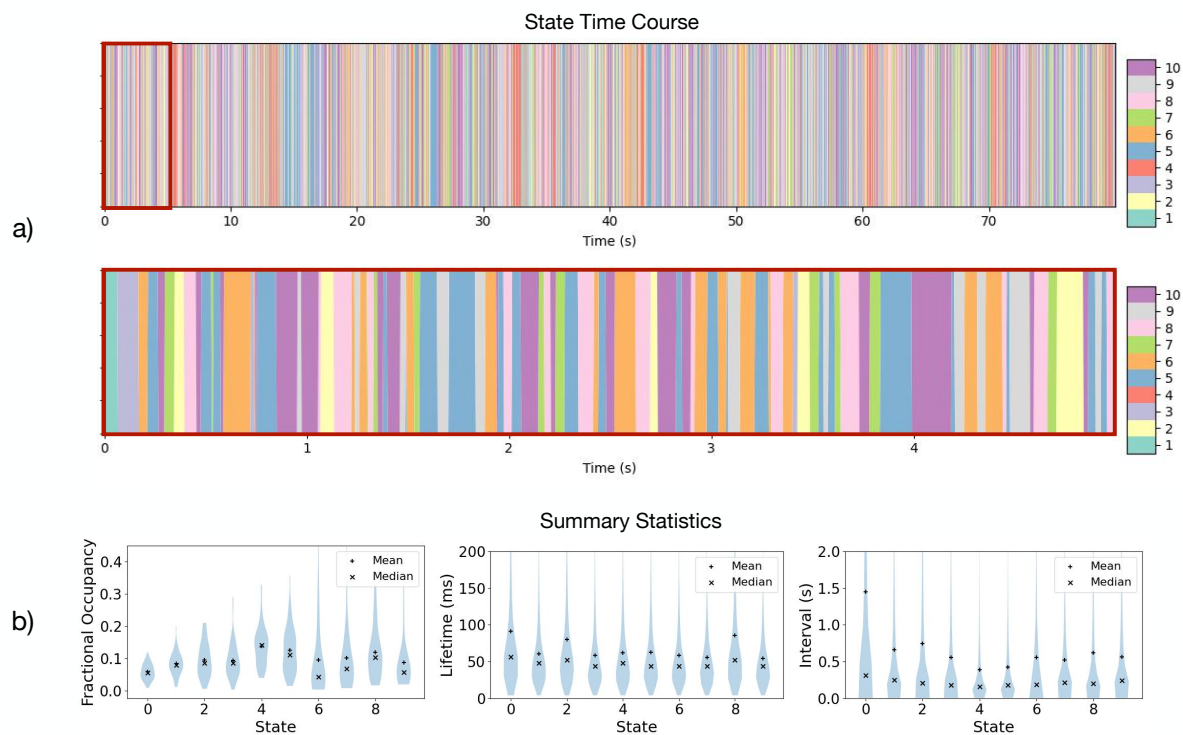 State Time Course
10
9
8
7
6
5
4
3
2
1
0 10 20 30 40 50 60 70
Time (s)
a)
10
9
8
7
6
5
4
3
2
1
0 1 2 3 4
Time (s)
Summary Statistics
b)
Fractional Occupancy
0.4
0.3
0.2
0.1
0.0
Mean
Median
0 2 4 6 8
State
Lifetime (ms)
200
150
100
50
0
Mean
Median
0 2 4 6 8
State
Interval (s)
2.0
1.5
1.0
0.5
0.0
Mean
Median
0 2 4 6 8
State